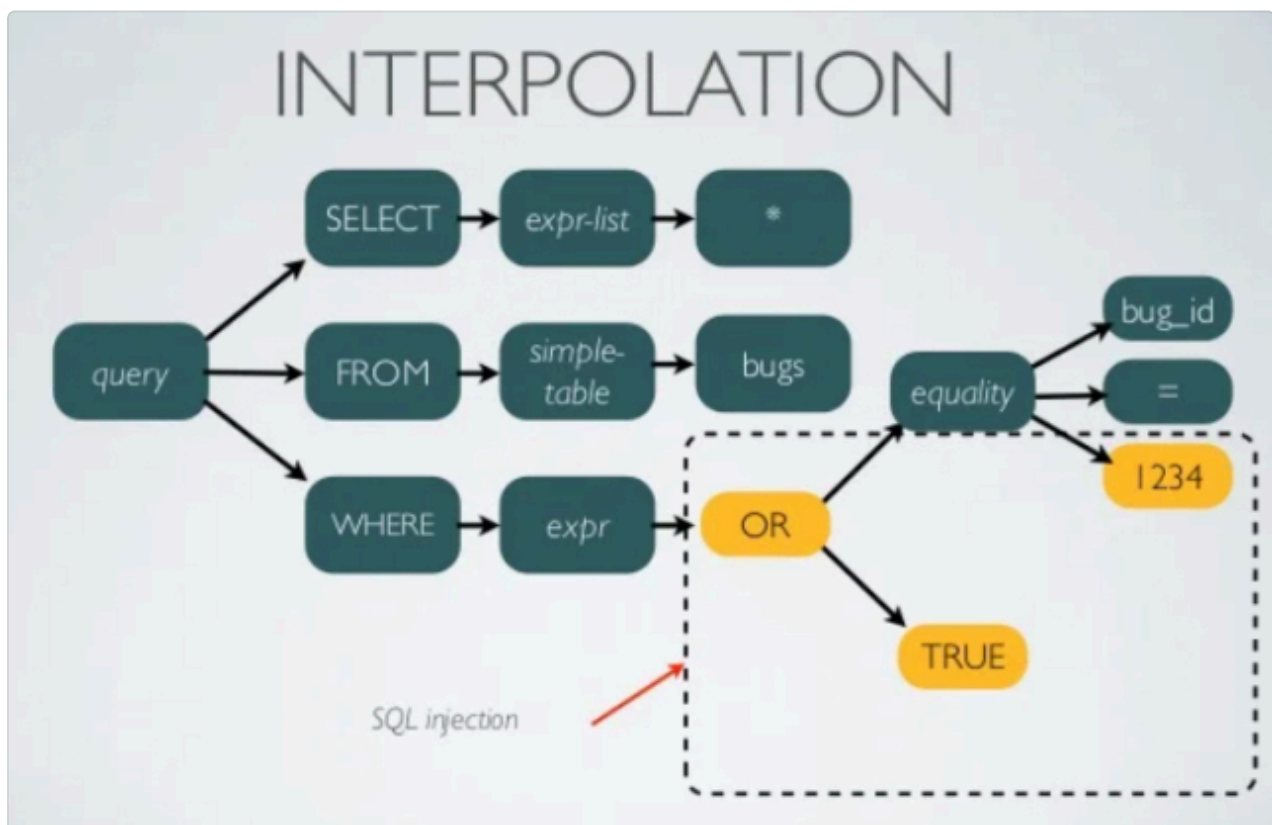 INTERPOLATION
SELECT
expr-list
*
query
FROM
simple-
table
bugs
equality
bug_id
=
1234
WHERE
expr
OR
TRUE
SQL injection